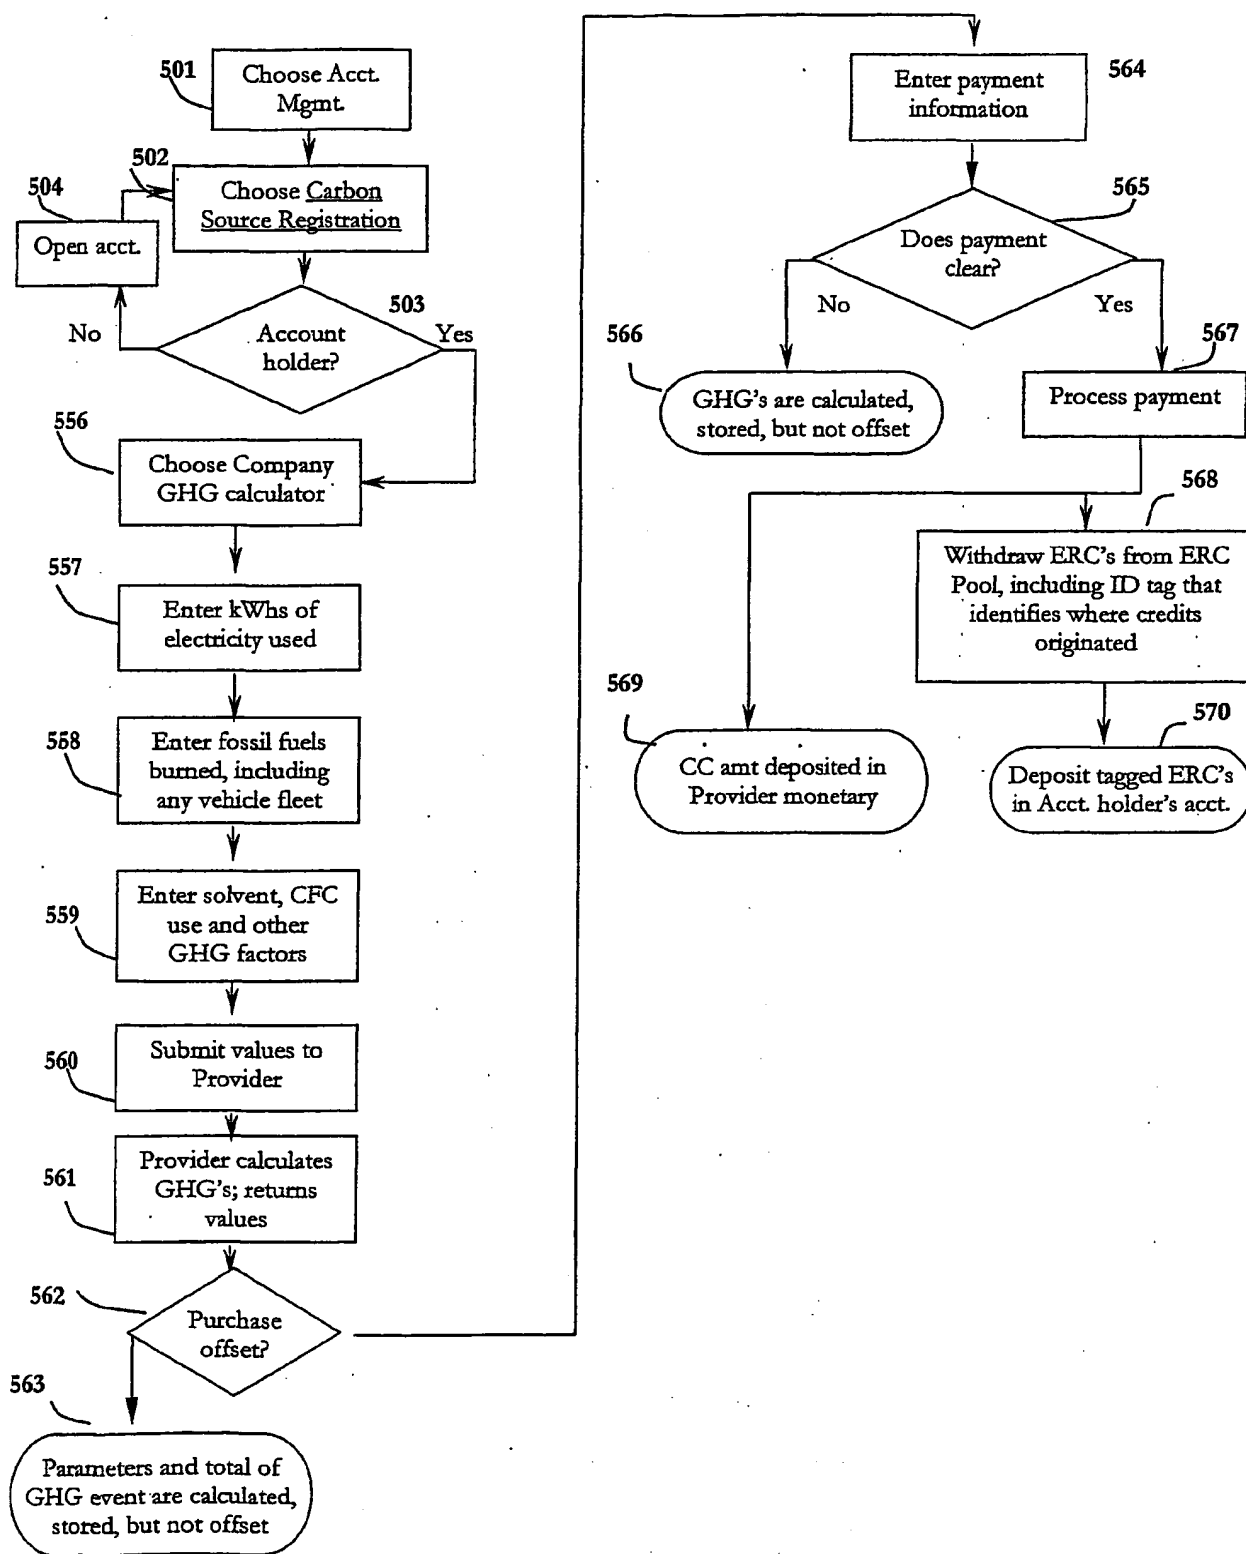 501
Choose Acct.
Mgmt.
502
Choose Carbon
Source Registration
504
Open acct.
503
No
Account
holder?
Yes
556
Choose Company
GHG calculator
557
Enter kWhs of
electricity used
558
Enter fossil fuels
burned, including
any vehicle fleet
559
Enter solvent, CFC
use and other
GHG factors
560
Submit values to
Provider
561
Provider calculates
GHG's; returns
values
562
Purchase
offset?
563
Parameters and total of
GHG event are calculated,
stored, but not offset
564
Enter payment
information
565
Does payment
clear?
No
Yes
566
GHG's are calculated,
stored, but not offset
567
Process payment
568
Withdraw ERC's from ERC
Pool, including ID tag that
identifies where credits
originated
569
CC amt deposited in
Provider monetary
570
Deposit tagged ERC's
in Acct. holder's acct.